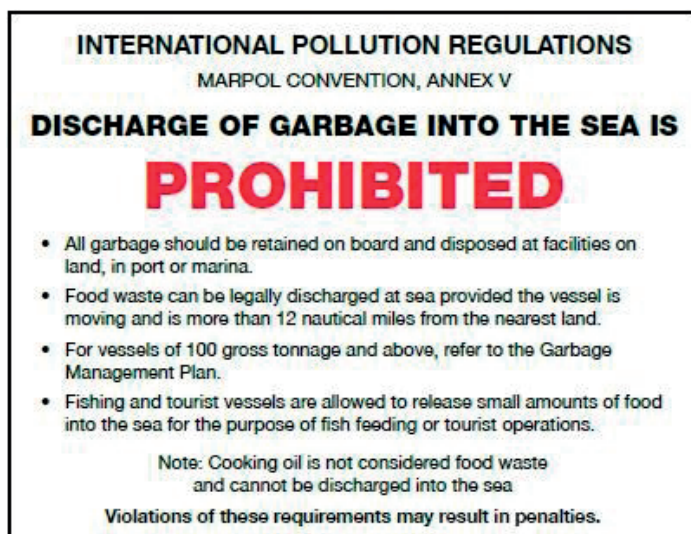 INTERNATIONAL POLLUTION REGULATIONS
MARPOL CONVENTION, ANNEX V
DISCHARGE OF GARBAGE INTO THE SEA IS
PROHIBITED
• All garbage should be retained on board and disposed at facilities on
land, in port or marina.
• Food waste can be legally discharged at sea provided the vessel is
moving and is more than 12 nautical miles from the nearest land.
• For vessels of 100 gross tonnage and above, refer to the Garbage
Management Plan.
• Fishing and tourist vessels are allowed to release small amounts of food
into the sea for the purpose of fish feeding or tourist operations.
Note: Cooking oil is not considered food waste
and cannot be discharged into the sea
Violations of these requirements may result in penalties.